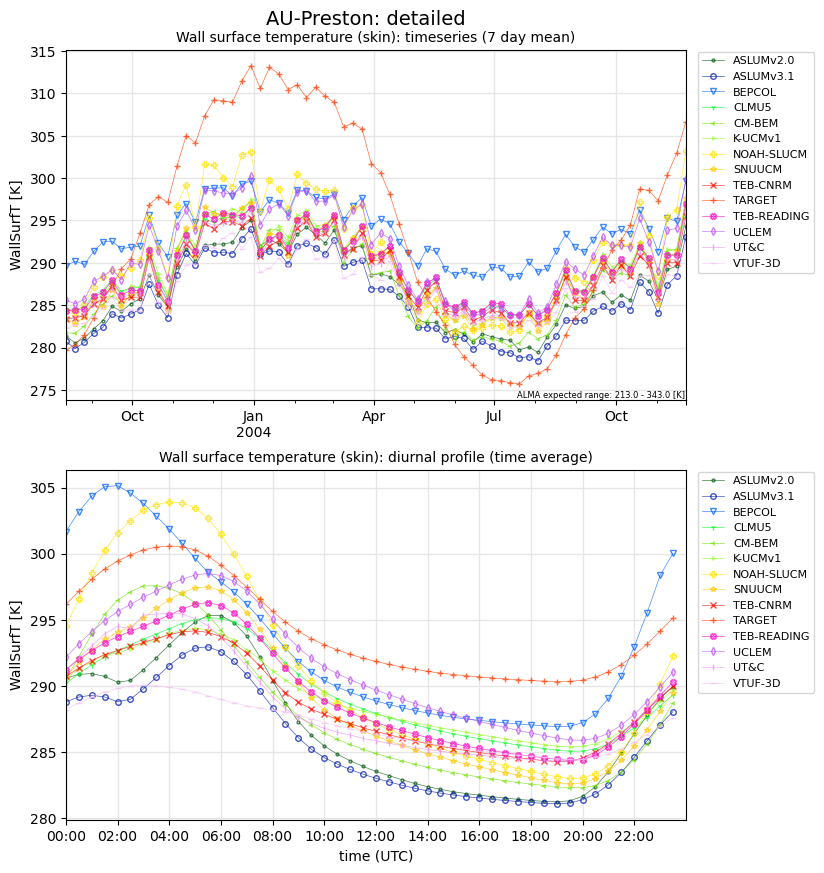 AU-Preston: detailed
Wall surface temperature (skin): timeseries (7 day mean)
315
310
305
300
295
290
285
280
275
WallSurfT [K]
ALMA expected range: 213.0 - 343.0 [K]
Oct
Jan
2004
Apr
Jul
Oct
ASLUMv2.0
ASLUMv3.1
BEPCOL
CLMU5
CM-BEM
K-UCMv1
NOAH-SLUCM
SNUUCM
TEB-CNRM
TARGET
TEB-READING
UCLEM
UT&C
VTUF-3D
Wall surface temperature (skin): diurnal profile (time average)
305
300
295
290
285
280
WallSurfT [K]
00:00
02:00
04:00
06:00
08:00
10:00
12:00
14:00
16:00
18:00
20:00
22:00
time (UTC)
ASLUMv2.0
ASLUMv3.1
BEPCOL
CLMU5
CM-BEM
K-UCMv1
NOAH-SLUCM
SNUUCM
TEB-CNRM
TARGET
TEB-READING
UCLEM
UT&C
VTUF-3D